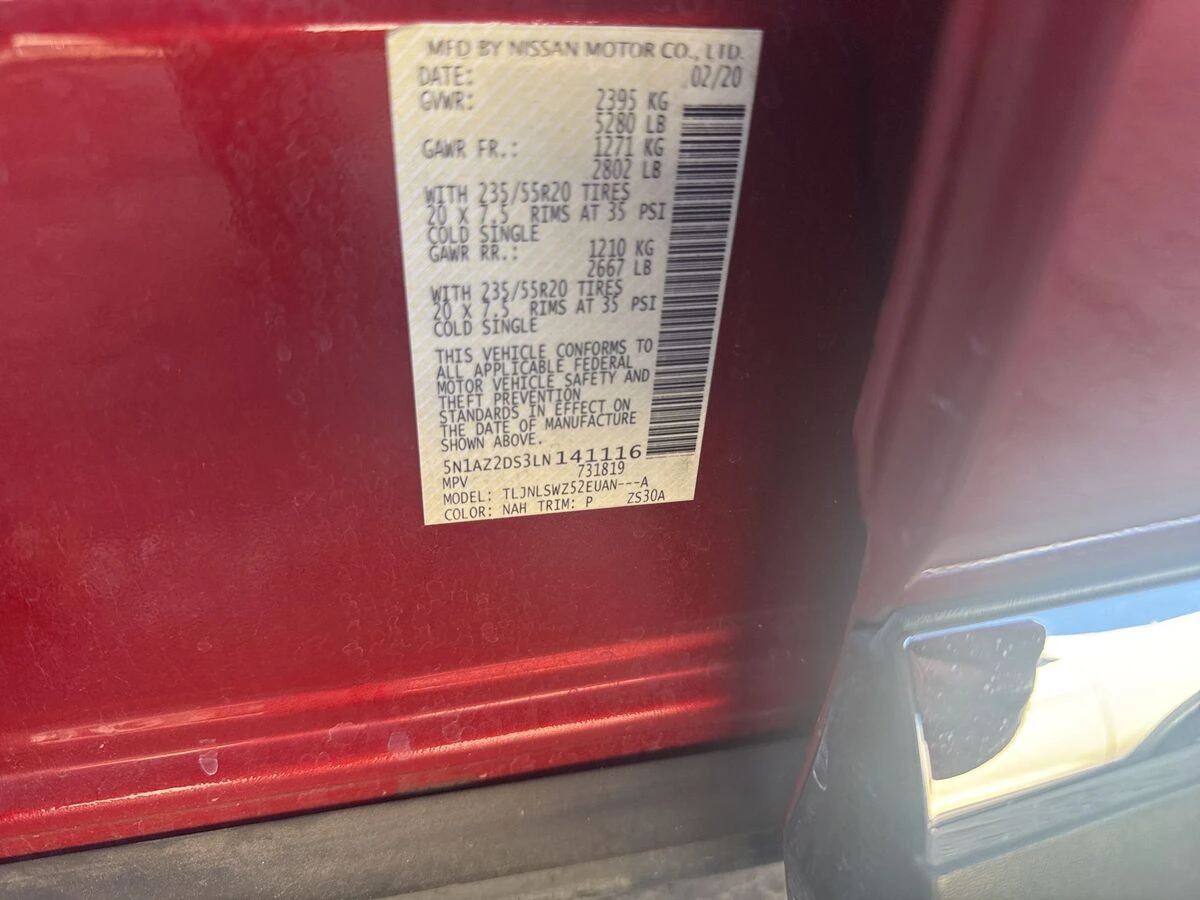 MFD BY NISSAN MOTOR CO., LTD.
DATE: 02/20
GVWR: 2395 KG
5280 LB
GAWR FR.: 1271 KG
2802 LB
WITH 235/55R20 TIRES
20 X 7.5 RIMS AT 35 PSI
COLD SINGLE
GAWR RR.: 1210 KG
2667 LB
WITH 235/55R20 TIRES
20 X 7.5 RIMS AT 35 PSI
COLD SINGLE
THIS VEHICLE CONFORMS TO
ALL APPLICABLE FEDERAL
MOTOR VEHICLE SAFETY AND
THEFT PREVENTION
STANDARDS IN EFFECT ON
THE DATE OF MANUFACTURE
SHOWN ABOVE.
5N1AZ2DS3LN141116
MPV 731819
MODEL: TLJNLSWZ52EUAN---A
COLOR: NAH TRIM: P ZS30A